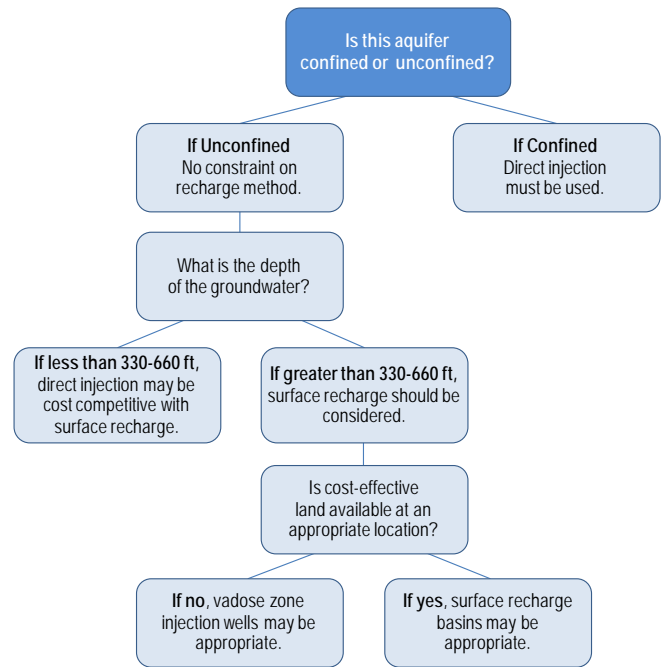 Is this aquifer
confined or unconfined?
If Unconfined
No constraint on
recharge method.
If Confined
Direct injection
must be used.
What is the depth
of the groundwater?
If less than 330-660 ft,
direct injection may be
cost competitive with
surface recharge.
If greater than 330-660 ft,
surface recharge should be
considered.
Is cost-effective
land available at an
appropriate location?
If no, vadose zone
injection wells may be
appropriate.
If yes, surface recharge
basins may be
appropriate.